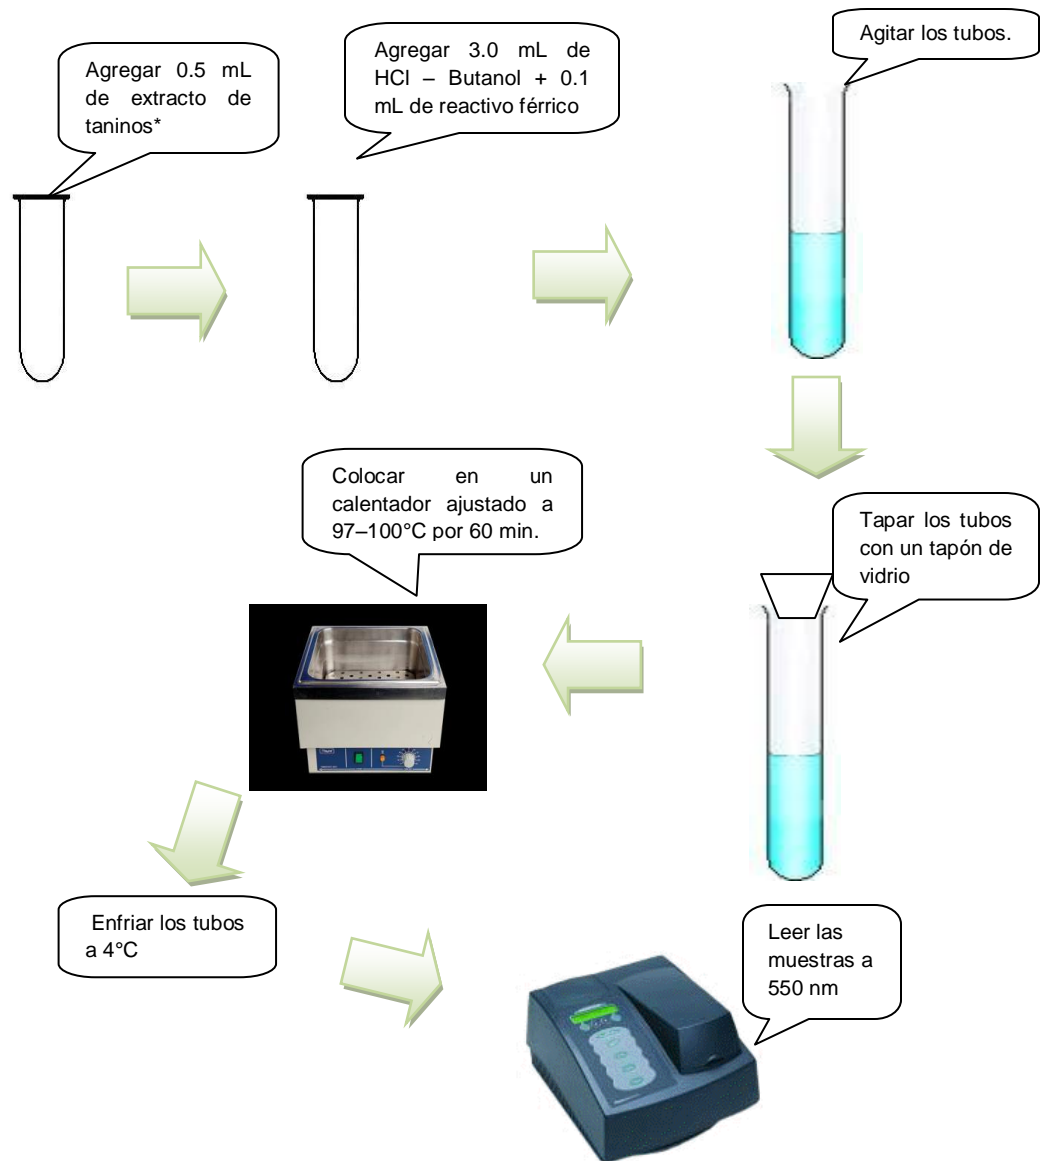 Agregar 0.5 mL
de extracto de
taninos*
Agregar 3.0 mL de
HCl – Butanol + 0.1
mL de reactivo férrico
Agitar los tubos.
Tapar los tubos
con un tapón de
vidrio
Colocar en un
calentador ajustado a
97–100°C por 60 min.
Enfriar los tubos
a 4°C
Leer las
muestras a
550 nm